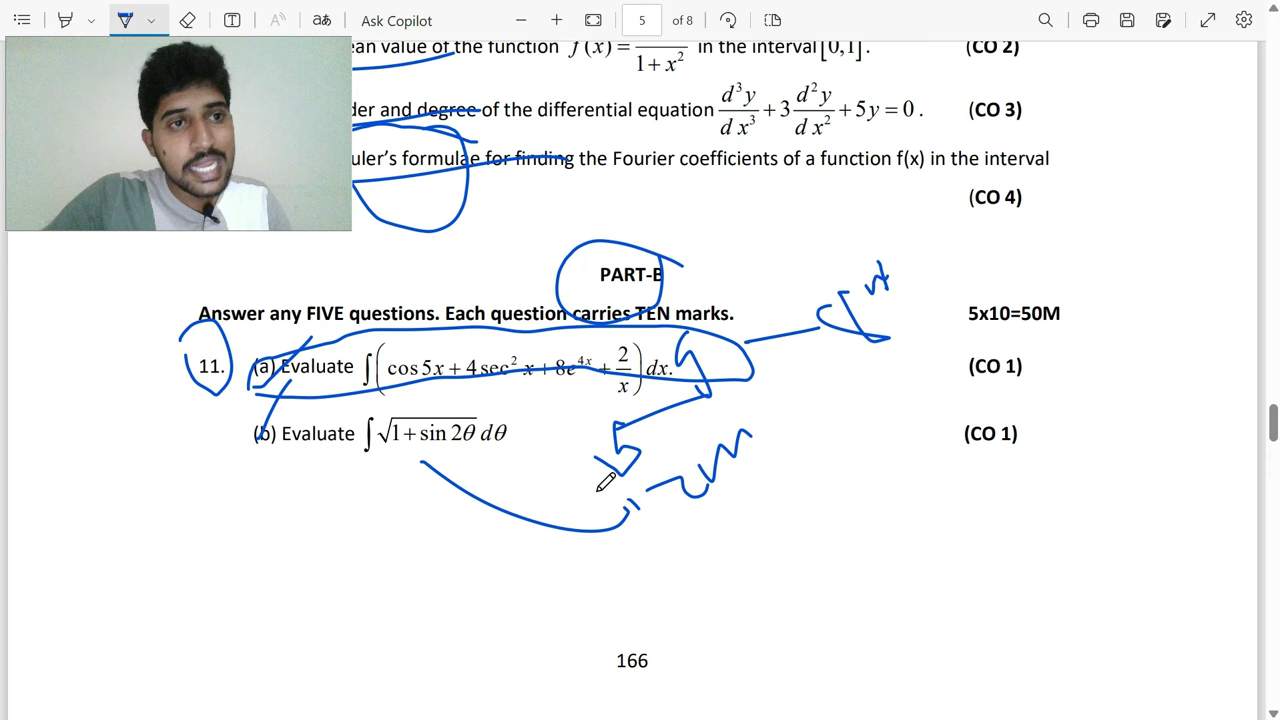 Ask Copilot
5
of 8
ean value of the function f(x) = 1+x² in the interval [0,1]. (CO 2)
der and degree of the differential equation d³y/dx³ + 3 d²y/dx² + 5y = 0. (CO 3)
uler's formulae for finding the Fourier coefficients of a function f(x) in the interval
(CO 4)
PART-B
Answer any FIVE questions. Each question carries TEN marks. 5x10=50M
11. (a) Evaluate ∫(cos 5x + 4 sec² x + 8e^{4x} + 2/x) dx. (CO 1)
(b) Evaluate ∫√(1+sin 2θ) dθ (CO 1)
166